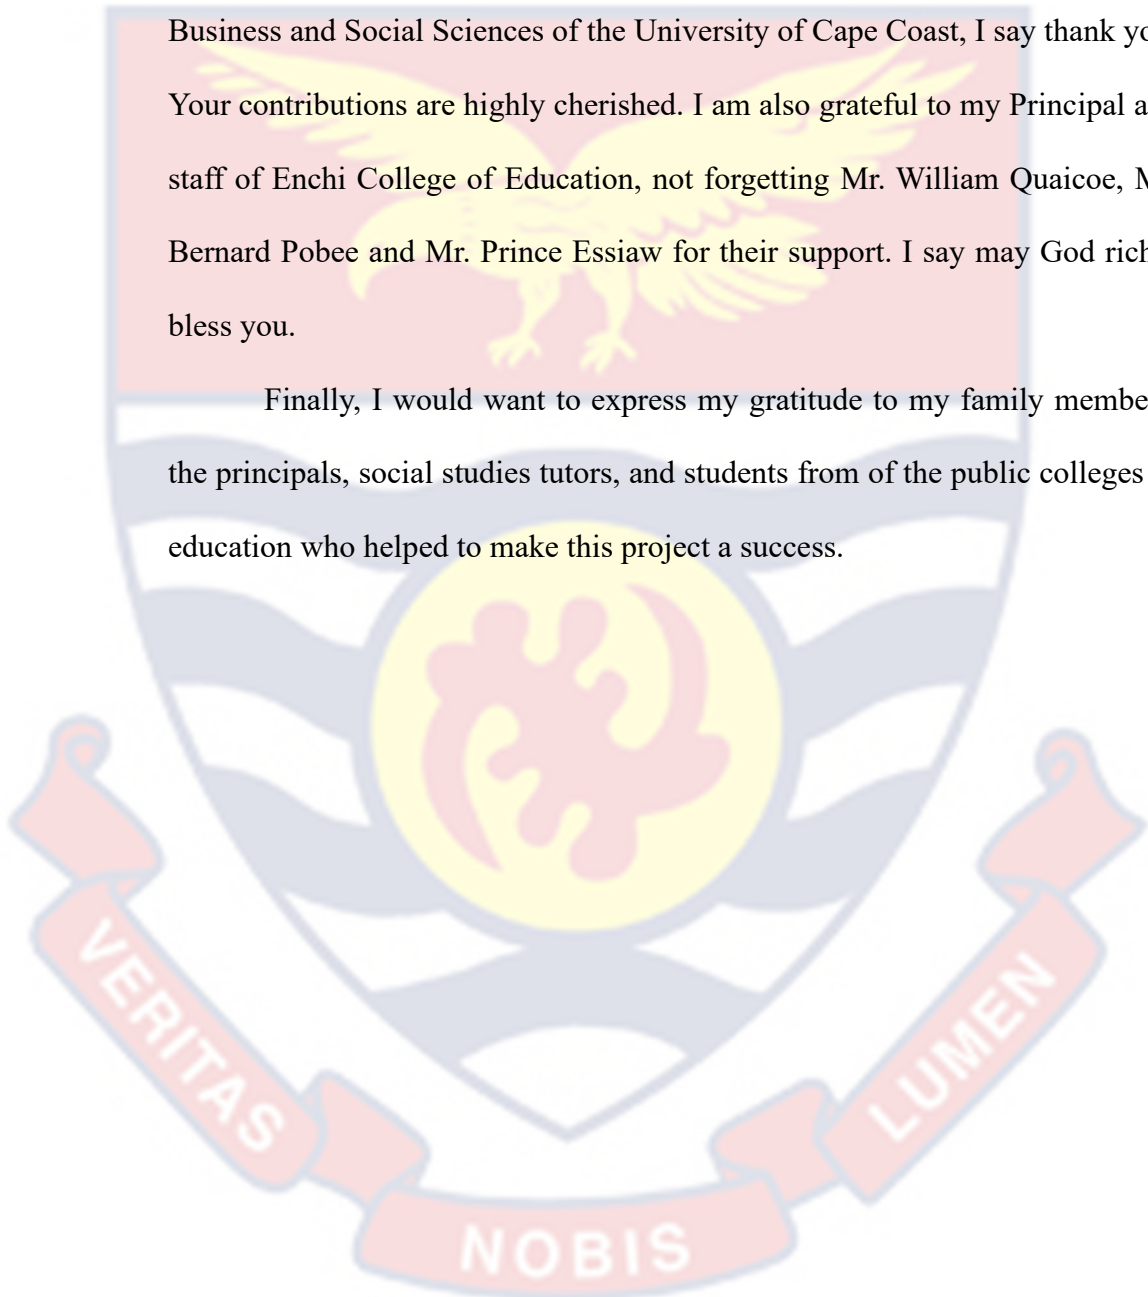 Business and Social Sciences of the University of Cape Coast, I say thank yo
Your contributions are highly cherished. I am also grateful to my Principal a
staff of Enchi College of Education, not forgetting Mr. William Quaicoe, M
Bernard Pobee and Mr. Prince Essiaw for their support. I say may God rich
bless you.
Finally, I would want to express my gratitude to my family membe
the principals, social studies tutors, and students from of the public colleges
education who helped to make this project a success.
VERITAS
NOBIS
LUMEN